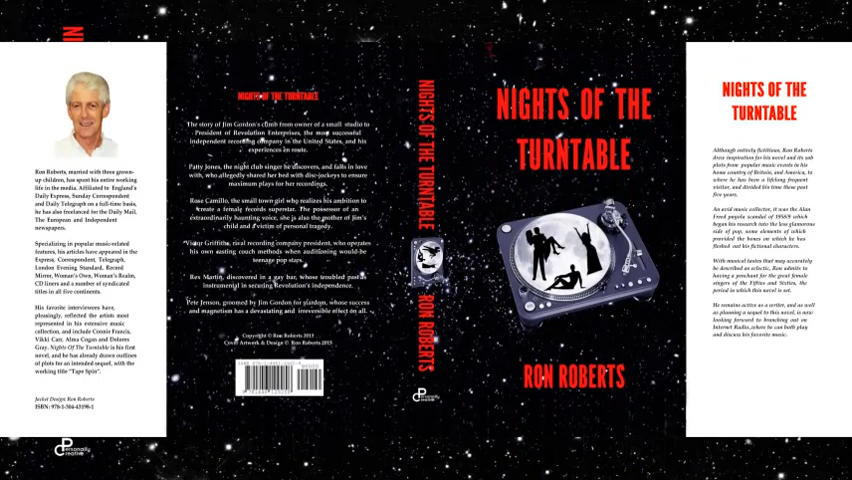 NI
Ron Roberts, married with three grown-
up children, has spent his entire working
life in the media. Affiliated to England's
Daily Express, Sunday Correspondent
and Daily Telegraph on a full-time basis,
he has also freelanced for the Daily Mail,
The European and Independent
newspapers.
Specializing in popular music-related
features, his articles have appeared in the
Express, Correspondent, Telegraph,
London Evening Standard, Record
Mirror, Woman's Own, Woman's Realm,
CD liners and a number of syndicated
titles in all five continents.
His favorite interviewees have,
pleasingly, reflected the artists most
represented in his extensive music
collection, and include Connie Francis,
Vikki Carr, Alma Cogan and Dolores
Gray. Nights Of The Turntable is his first
novel, and he has already drawn outlines
of plots for an intended sequel, with the
working title "Tape Spin".
Jacket Design: Ron Roberts
Personally
Creative
NIGHTS OF THE TURNTABLE
The story of Jim Gordon's climb from owner of a small studio to
President of Revolution Enterprises, the most successful
independent recording company in the United States, and his
experiences en route.
Patty Jones, the night club singer he discovers, and falls in love
with, who allegedly shared her bed with disc-jockeys to ensure
maximum plays for her recordings.
Rose Camillo, the small town girl who realizes his ambition to
create a female records superstar. The possessor of an
extraordinarily haunting voice, she is also the mother of Jim's
child and a victim of personal tragedy.
Victor Griffiths, rival recording company president, who operates
his own casting couch methods when auditioning would-be
teenage pop stars.
Rex Martin, discovered in a gay bar, whose troubled past is
instrumental in securing Revolution's independence.
Pete Jenson, groomed by Jim Gordon for stardom, whose success
and magnetism has a devastating and irreversible effect on all.
Copyright © Ron Roberts 2013
Cover Artwork & Design © Ron Roberts 2013
NIGHTS OF THE TURNTABLE
RON ROBERTS
NIGHTS OF THE
TURNTABLE
RON ROBERTS
NIGHTS OF THE
TURNTABLE
Although entirely fictitious, Ron Roberts
drew inspiration for his novel and its sub
plots from popular music events in his
home country of Britain, and America, to
where he has been a lifelong frequent
visitor, and divided his time these past
five years.
An avid music collector, it was the Alan
Freed payola scandal of 1958/9 which
began his research into the less glamorous
side of pop, some elements of which
provided the bones on which he has
fleshed out his fictional characters.
With musical tastes that may accurately
be described as eclectic, Ron admits to
having a penchant for the great female
singers of the Fifties and Sixties, the
period in which this novel is set.
He remains active as a writer, and as well
as planning a sequel to this novel, is now
looking forward to branching out on
Internet Radio, where he can both play
and discuss his favorite music.